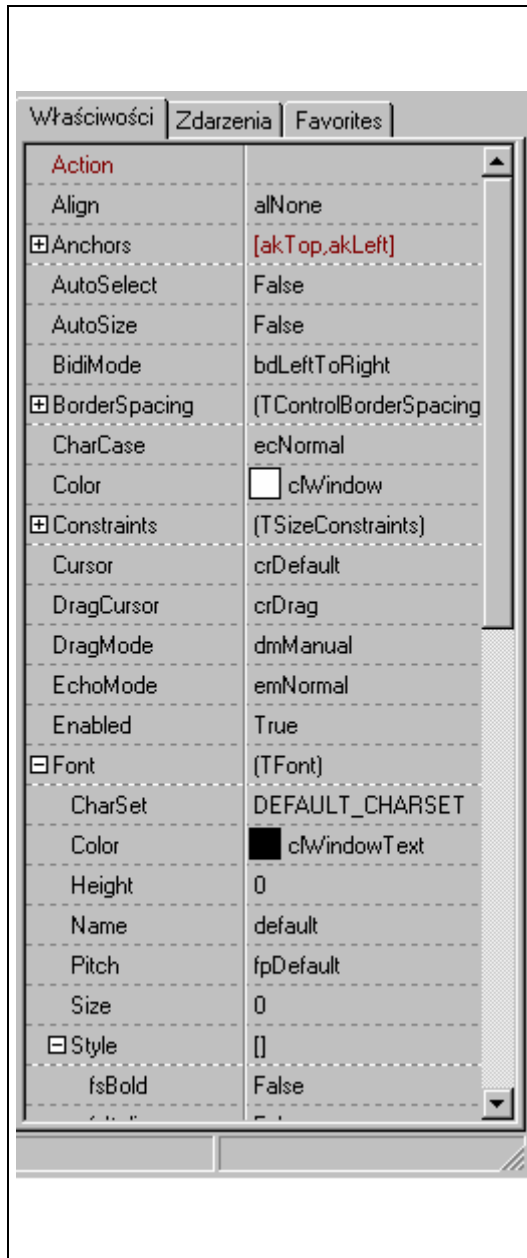 Właściwości Zdarzenia Favorites
Action
Align alNone
Anchors [akTop,akLeft]
AutoSelect False
AutoSize False
BidiMode bdLeftToRight
BorderSpacing (TControlBorderSpacing
CharCase ecNormal
Color clWindow
Constraints (TSizeConstraints)
Cursor crDefault
DragCursor crDrag
DragMode dmManual
EchoMode emNormal
Enabled True
Font (TFont)
CharSet DEFAULT_CHARSET
Color clWindowText
Height 0
Name default
Pitch fpDefault
Size 0
Style []
fsBold False